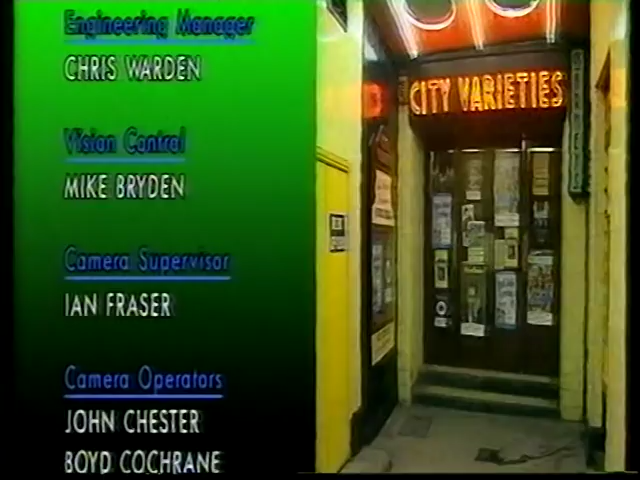 Engineering Manager
CHRIS WARDEN
Vision Control
MIKE BRYDEN
Camera Supervisor
IAN FRASER
Camera Operators
JOHN CHESTER
BOYD COCHRANE
CITY VARIETIES